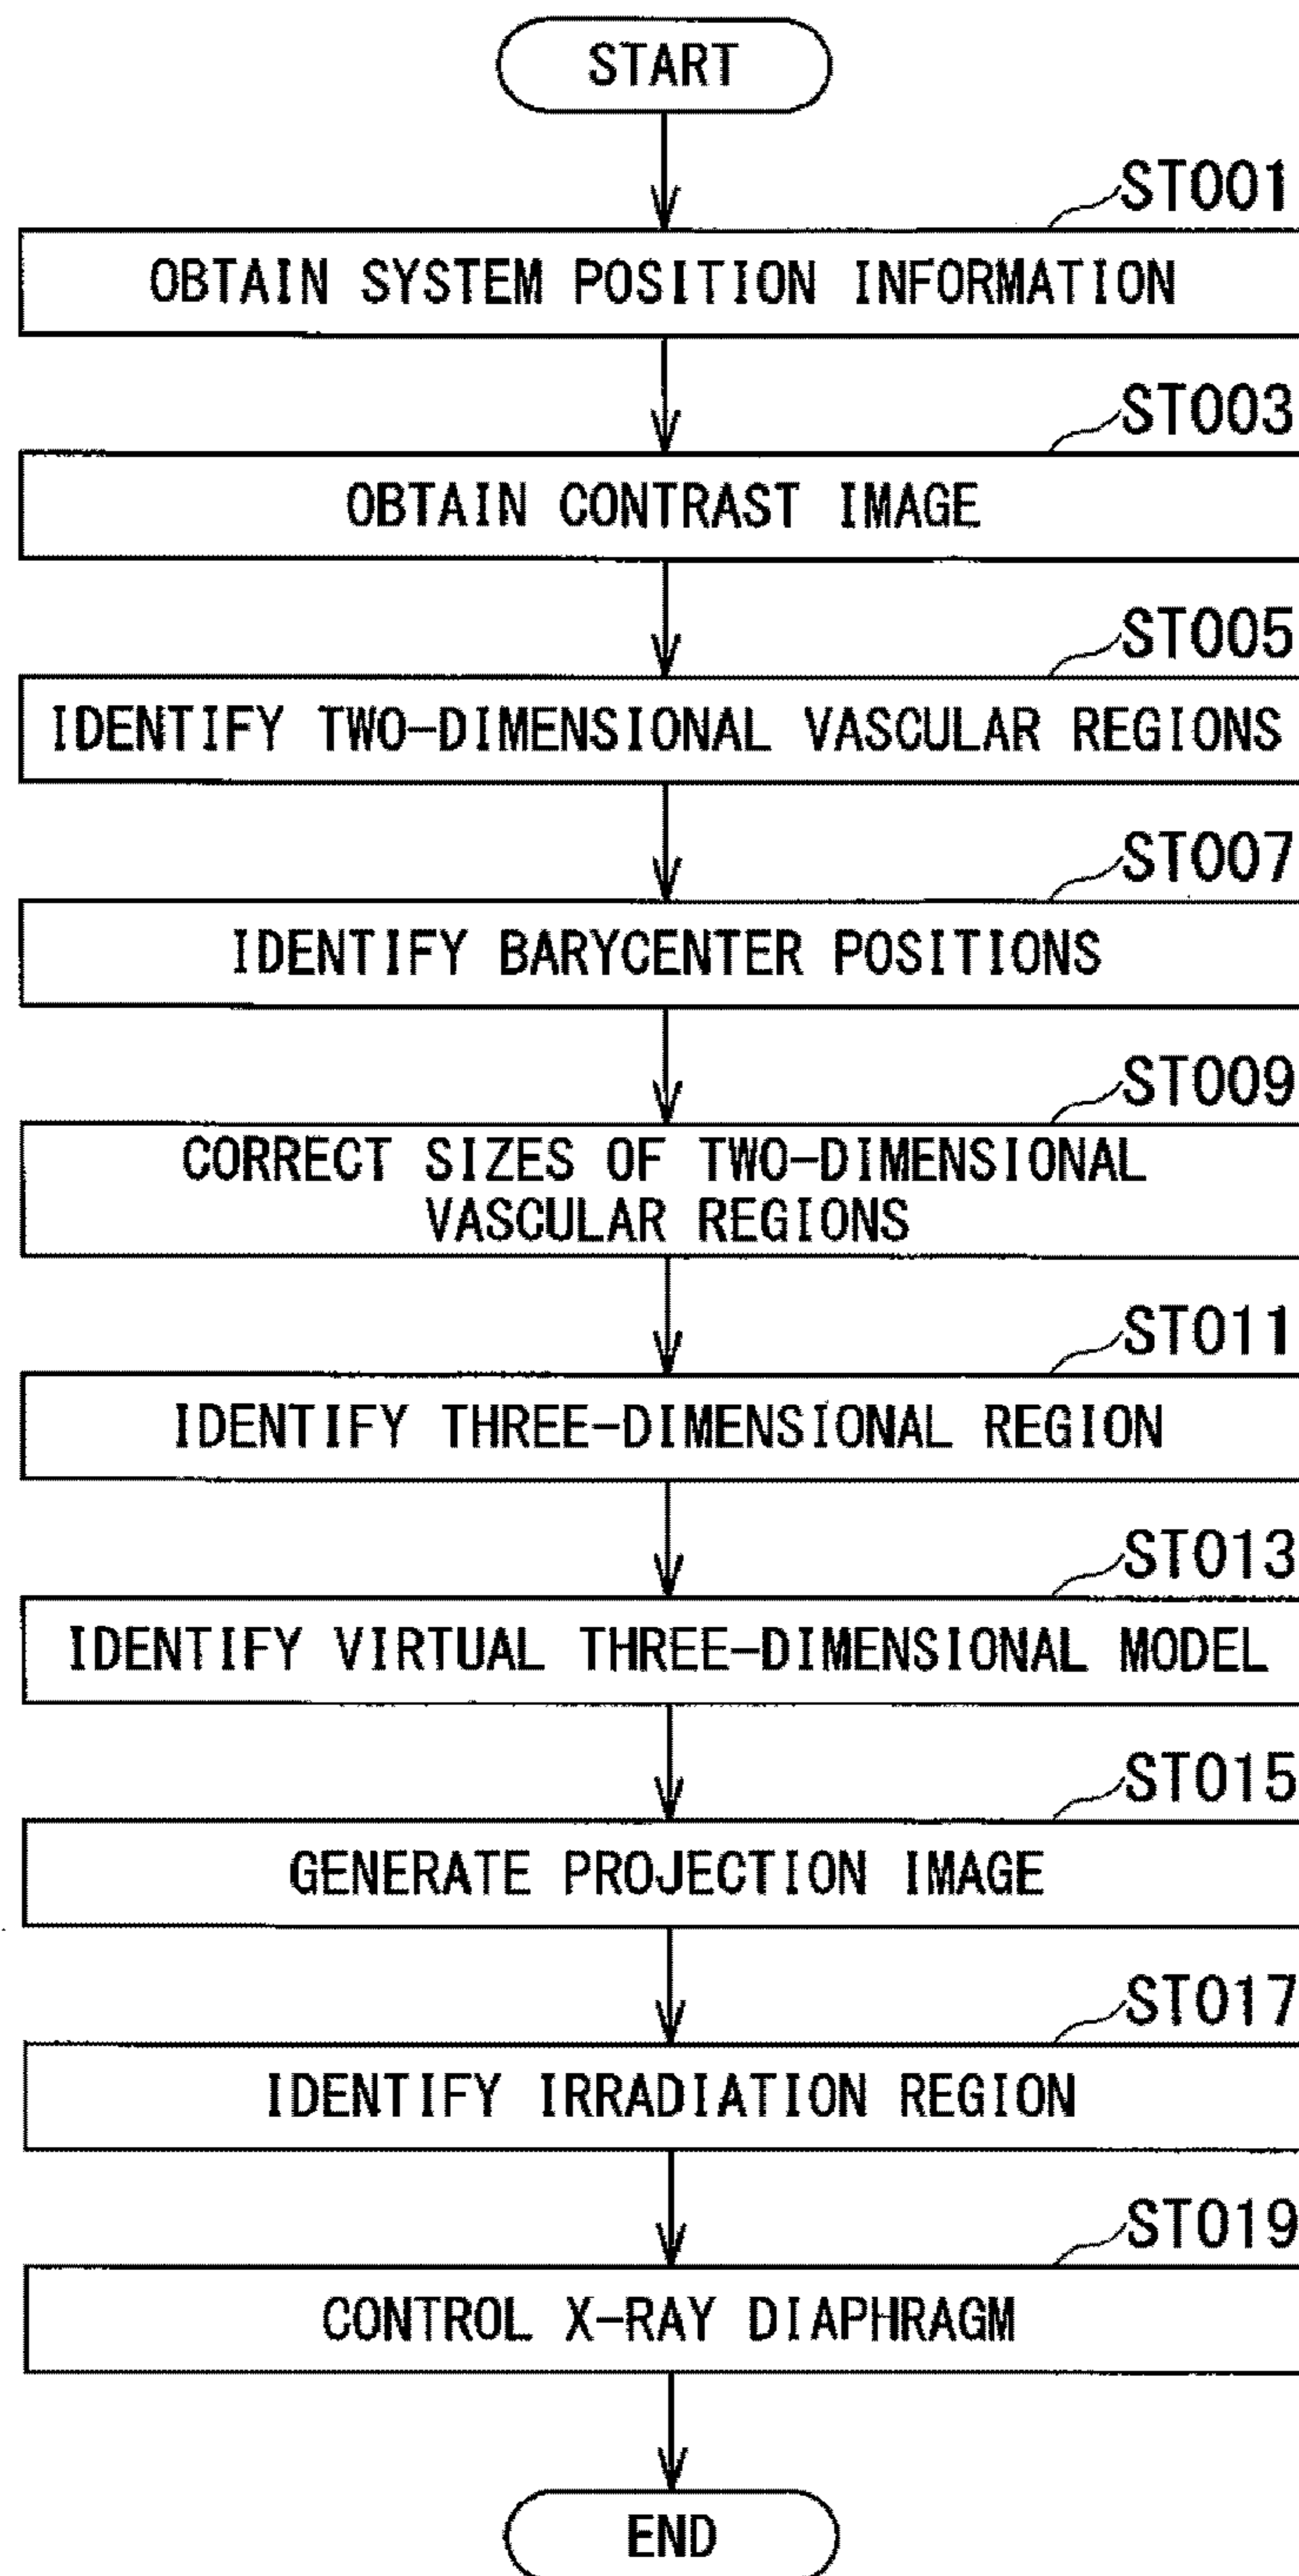 START
ST001
OBTAIN SYSTEM POSITION INFORMATION
ST003
OBTAIN CONTRAST IMAGE
ST005
IDENTIFY TWO-DIMENSIONAL VASCULAR REGIONS
ST007
IDENTIFY BARYCENTER POSITIONS
ST009
CORRECT SIZES OF TWO-DIMENSIONAL
VASCULAR REGIONS
ST011
IDENTIFY THREE-DIMENSIONAL REGION
ST013
IDENTIFY VIRTUAL THREE-DIMENSIONAL MODEL
ST015
GENERATE PROJECTION IMAGE
ST017
IDENTIFY IRRADIATION REGION
ST019
CONTROL X-RAY DIAPHRAGM
END